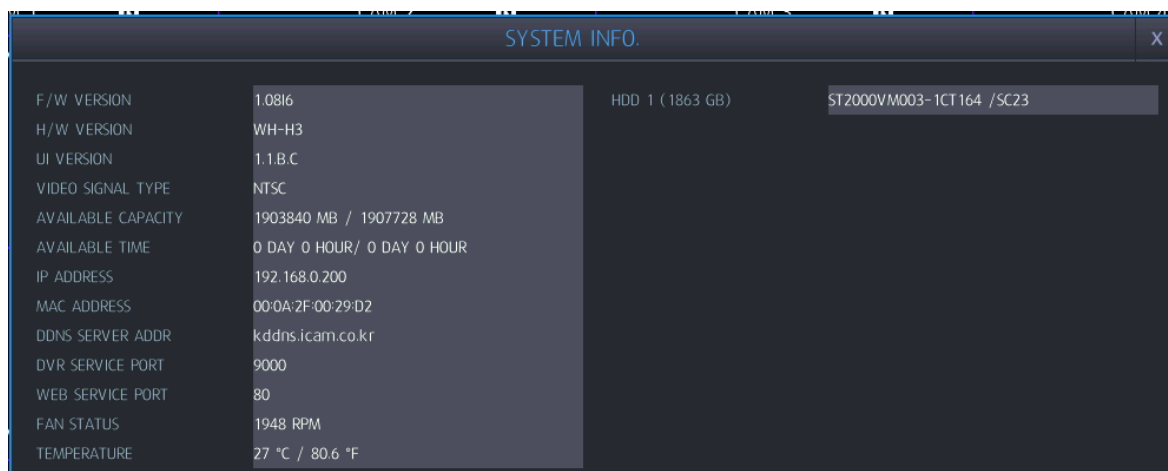 SYSTEM INFO.
X
F/W VERSION 1.08I6
H/W VERSION WH-H3
UI VERSION 1.1.B.C
VIDEO SIGNAL TYPE NTSC
AVAILABLE CAPACITY 1903840 MB / 1907728 MB
AVAILABLE TIME 0 DAY 0 HOUR/ 0 DAY 0 HOUR
IP ADDRESS 192.168.0.200
MAC ADDRESS 00:0A:2F:00:29:D2
DDNS SERVER ADDR kddns.icam.co.kr
DVR SERVICE PORT 9000
WEB SERVICE PORT 80
FAN STATUS 1948 RPM
TEMPERATURE 27 °C / 80.6 °F
HDD 1 (1863 GB) ST2000VM003-1CT164 /SC23